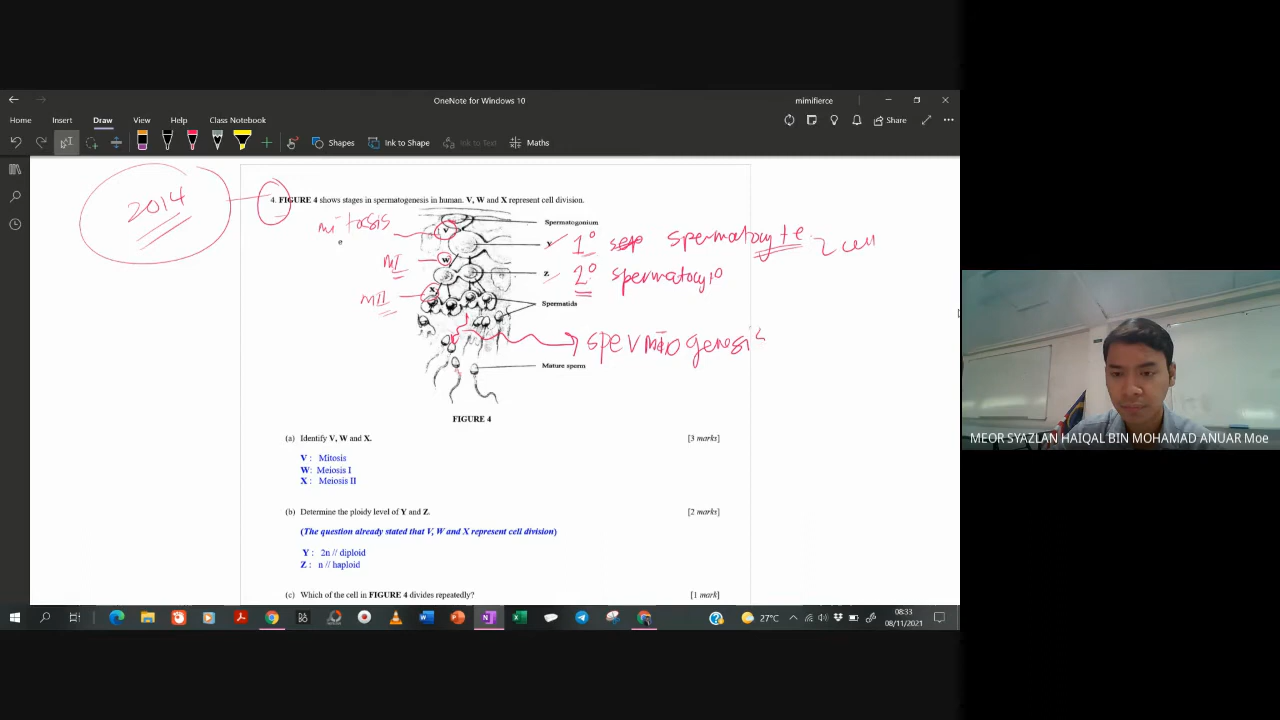 OneNote for Windows 10
mimifierce
Home Insert Draw View Help Class Notebook
Share
Shapes Ink to Shape Ink to Text Maths
2014
4. FIGURE 4 shows stages in spermatogenesis in human. V, W and X represent cell division.
mitosis
V
Spermatogonium
Y
1° spermatocyte 2 cell
MI
W
Z
2° spermatocyt
MII
X
Spermatids
Mature sperm
FIGURE 4
(a) Identify V, W and X. [3 marks]
V : Mitosis
W: Meiosis I
X : Meiosis II
(b) Determine the ploidy level of Y and Z. [2 marks]
(The question already stated that V, W and X represent cell division)
Y : 2n // diploid
Z : n // haploid
(c) Which of the cell in FIGURE 4 divides repeatedly? [1 mark]
MEOR SYAZLAN HAIQAL BIN MOHAMAD ANUAR Moe
27°C
08:33
08/11/2021